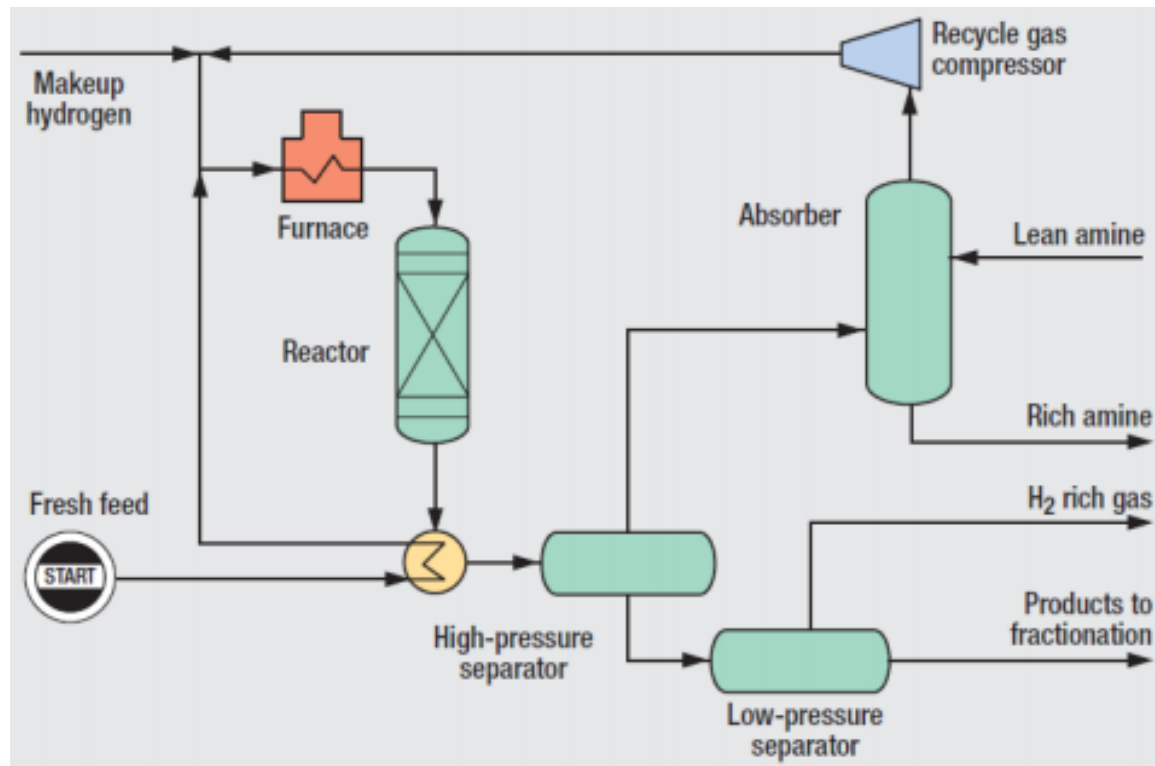 Recycle gas
compressor
Makeup
hydrogen
Furnace
Absorber
Lean amine
Reactor
Rich amine
Fresh feed
START
H₂ rich gas
High-pressure
separator
Products to
fractionation
Low-pressure
separator